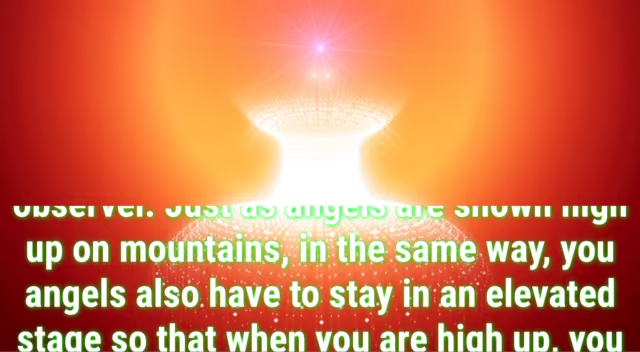 observer. Just as angels are shown high
up on mountains, in the same way, you
angels also have to stay in an elevated
stage so that when you are high up, you